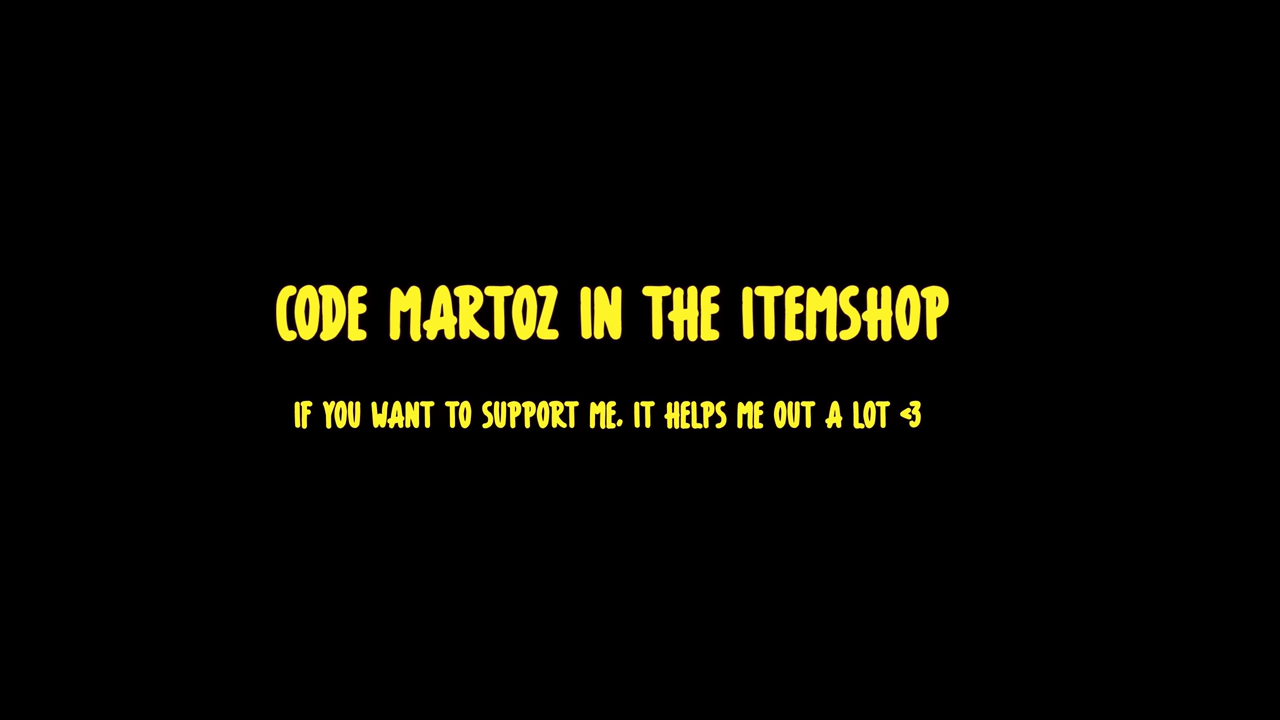 CODE MARTOZ IN THE ITEMSHOP
IF YOU WANT TO SUPPORT ME. IT HELPS ME OUT A LOT <3